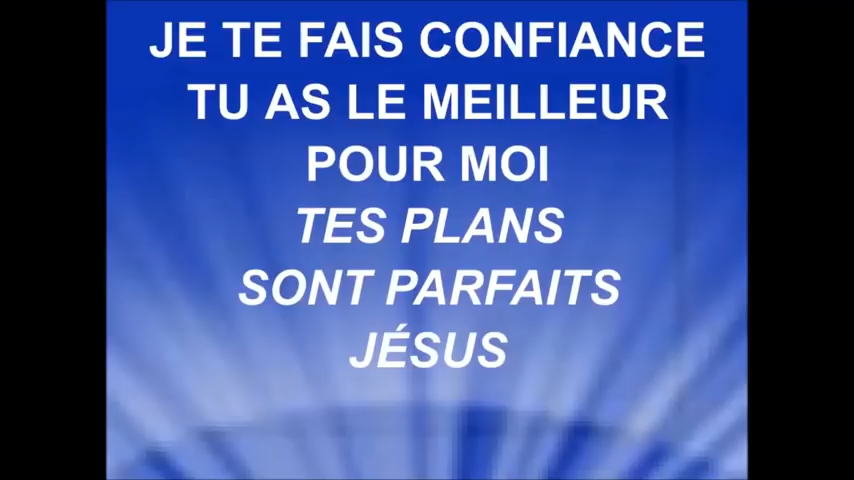 JE TE FAIS CONFIANCE
TU AS LE MEILLEUR
POUR MOI
TES PLANS
SONT PARFAITS
JÉSUS